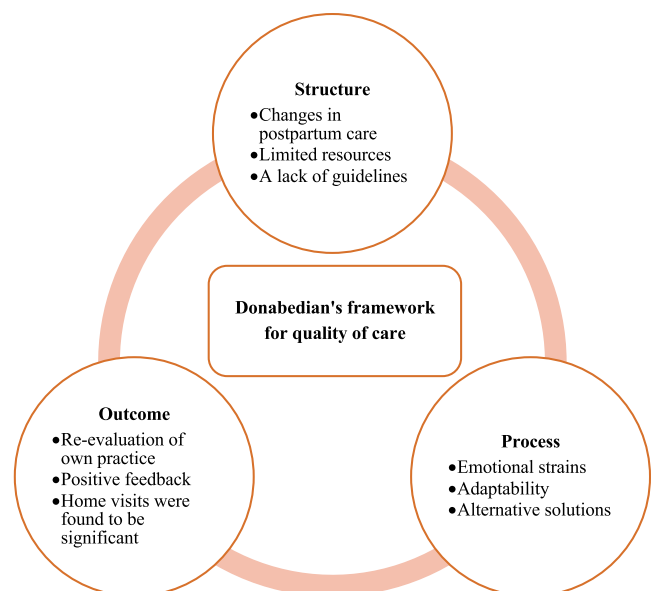 Structure
•Changes in
postpartum care
•Limited resources
•A lack of guidelines
Donabedian's framework
for quality of care
Outcome
•Re-evaluation of
own practice
•Positive feedback
•Home visits were
found to be
significant
Process
•Emotional strains
•Adaptability
•Alternative solutions